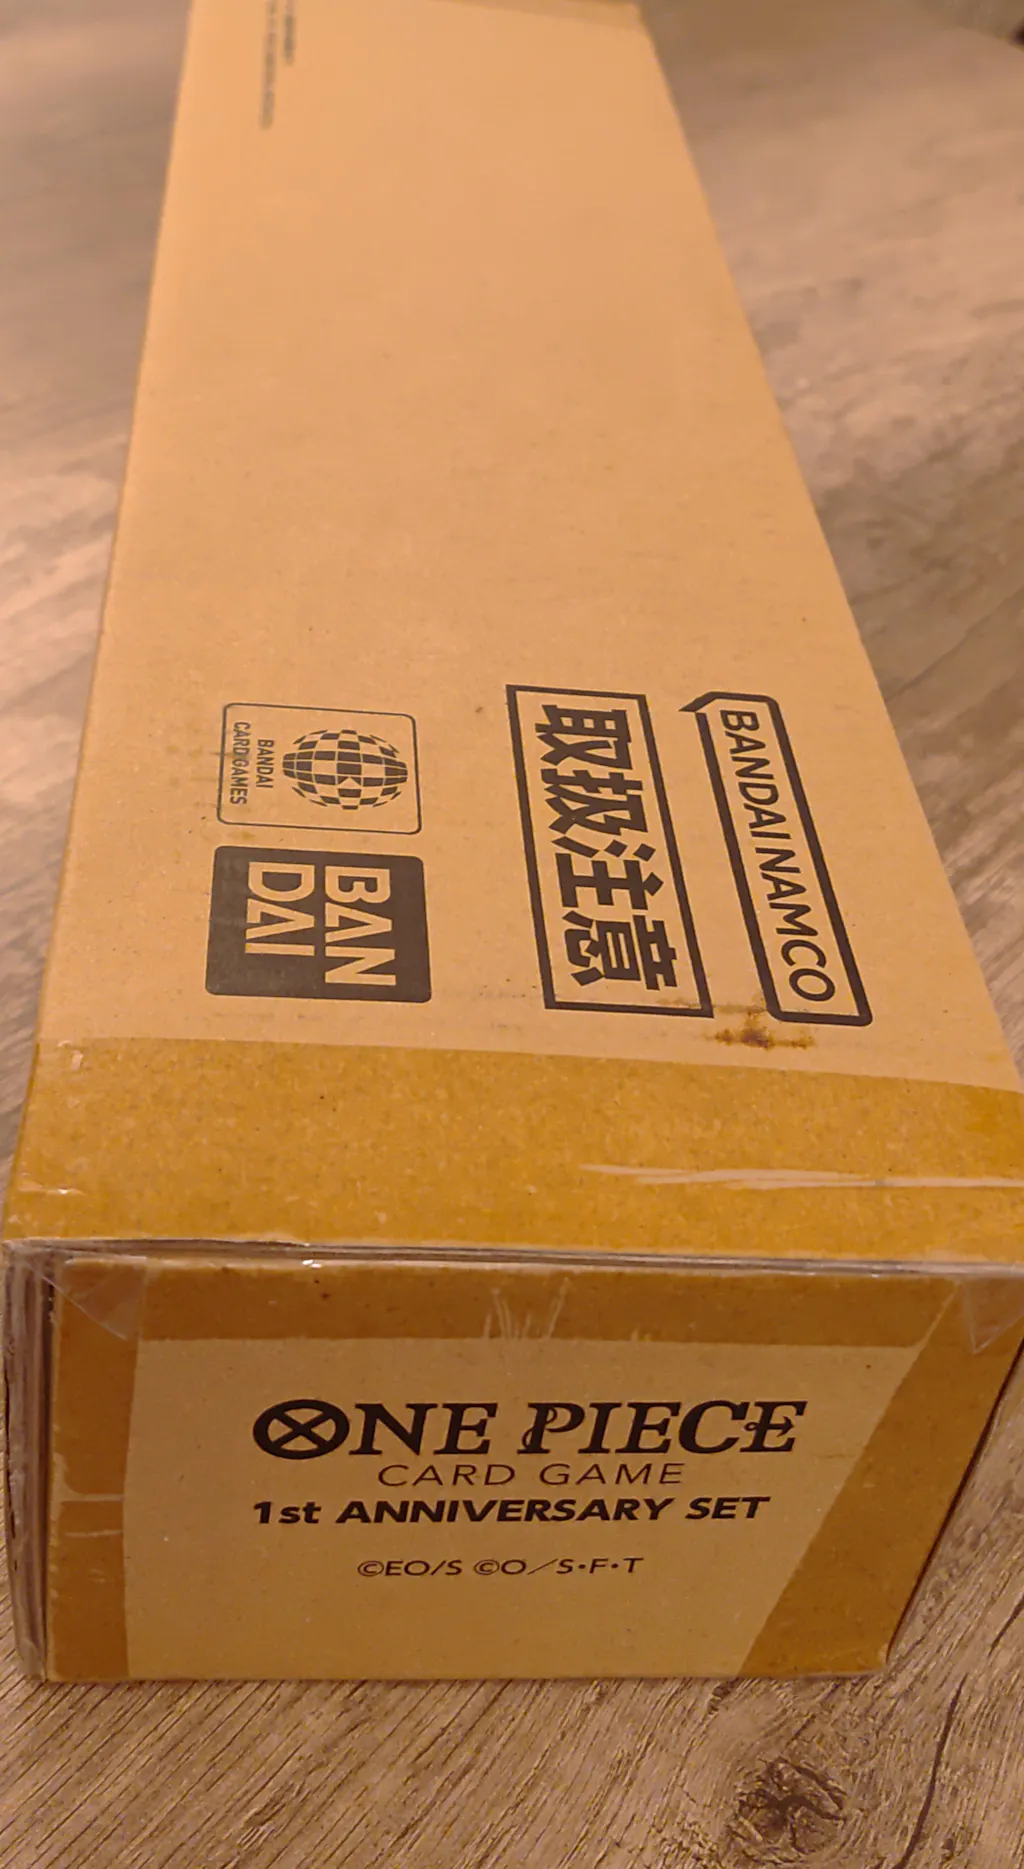 BANDAI NAMCO
取扱注意
BANDAI
CARD GAMES
BAN
DAI
ONE PIECE
CARD GAME
1st ANNIVERSARY SET
©EO/S ©O/S・F・T